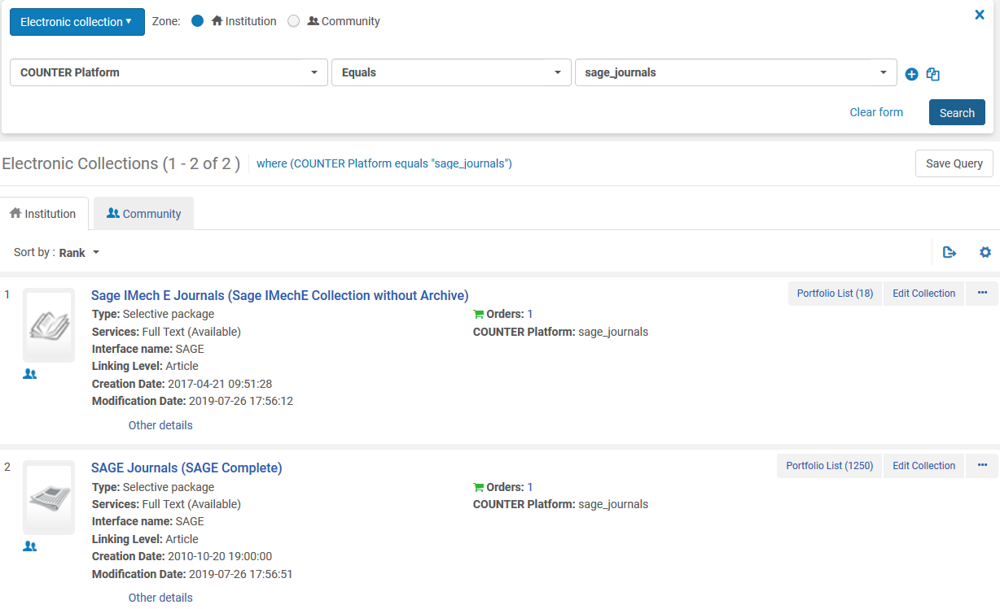 Electronic collection Zone: Institution Community
COUNTER Platform Equals sage_journals
Clear form Search
Electronic Collections (1 - 2 of 2 ) where (COUNTER Platform equals "sage_journals") Save Query
Institution Community
Sort by : Rank
1 Sage IMech E Journals (Sage IMechE Collection without Archive) Portfolio List (18) Edit Collection ...
Type: Selective package Orders: 1
Services: Full Text (Available) COUNTER Platform: sage_journals
Interface name: SAGE
Linking Level: Article
Creation Date: 2017-04-21 09:51:28
Modification Date: 2019-07-26 17:56:12
Other details
2 SAGE Journals (SAGE Complete) Portfolio List (1250) Edit Collection ...
Type: Selective package Orders: 1
Services: Full Text (Available) COUNTER Platform: sage_journals
Interface name: SAGE
Linking Level: Article
Creation Date: 2010-10-20 19:00:00
Modification Date: 2019-07-26 17:56:51
Other details